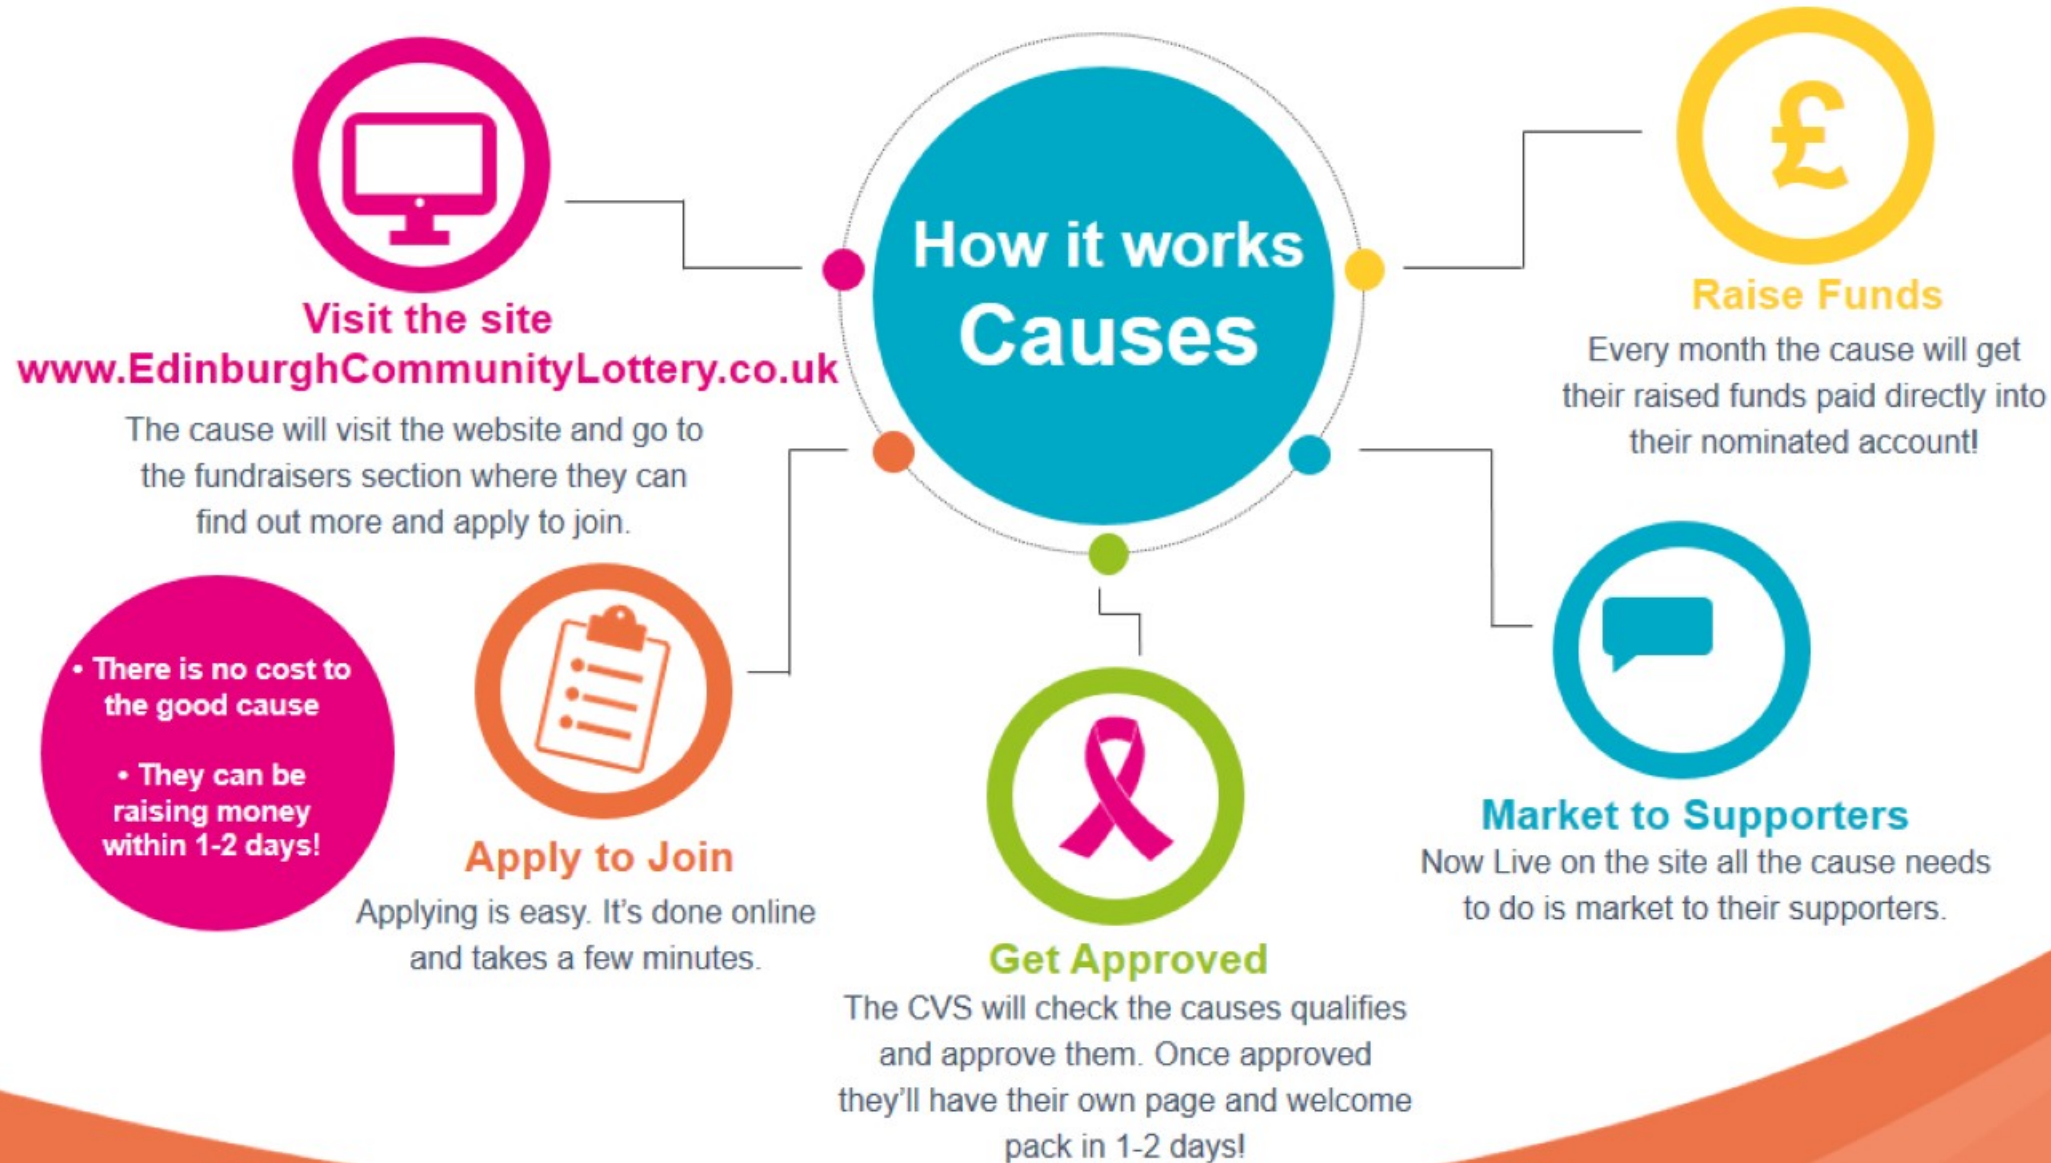 How it works
Causes
Visit the site
www.EdinburghCommunityLottery.co.uk
The cause will visit the website and go to
the fundraisers section where they can
find out more and apply to join.
• There is no cost to
the good cause
• They can be
raising money
within 1-2 days!
Apply to Join
Applying is easy. It's done online
and takes a few minutes.
Get Approved
The CVS will check the causes qualifies
and approve them. Once approved
they'll have their own page and welcome
pack in 1-2 days!
Market to Supporters
Now Live on the site all the cause needs
to do is market to their supporters.
£
Raise Funds
Every month the cause will get
their raised funds paid directly into
their nominated account!